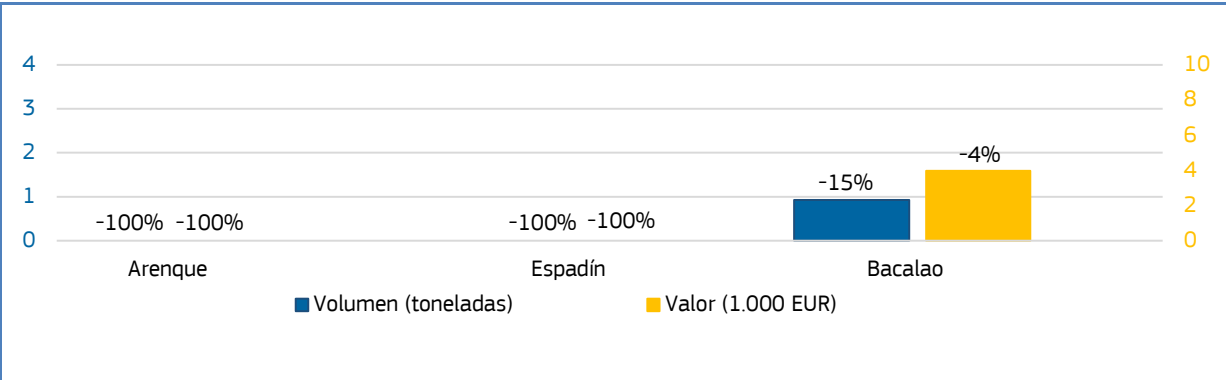 4 10
8
3
6
2 -4%
-15% 4
1
-100% -100% -100% -100% 2
0 0
Arenque Espadín Bacalao
Volumen (toneladas) Valor (1.000 EUR)